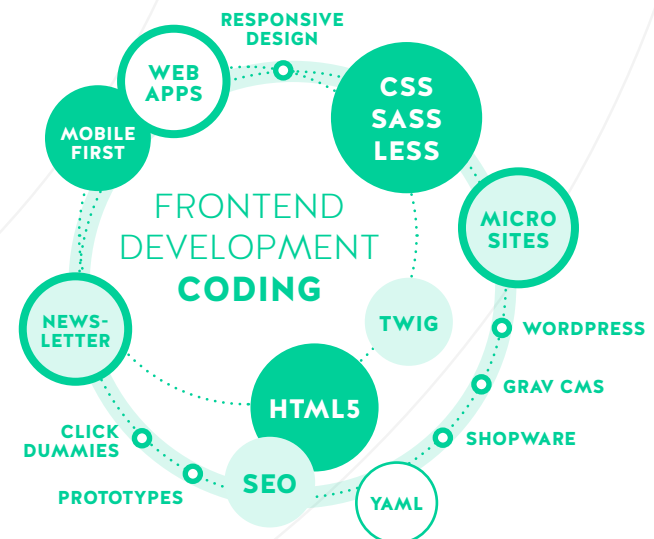 RESPONSIVE
DESIGN
WEB
APPS
CSS
SASS
LESS
MOBILE
FIRST
FRONTEND
DEVELOPMENT
CODING
MICRO
SITES
NEWS-
LETTER
TWIG
WORDPRESS
GRAV CMS
HTML5
CLICK
DUMMIES
SHOPWARE
SEO
PROTOTYPES
YAML